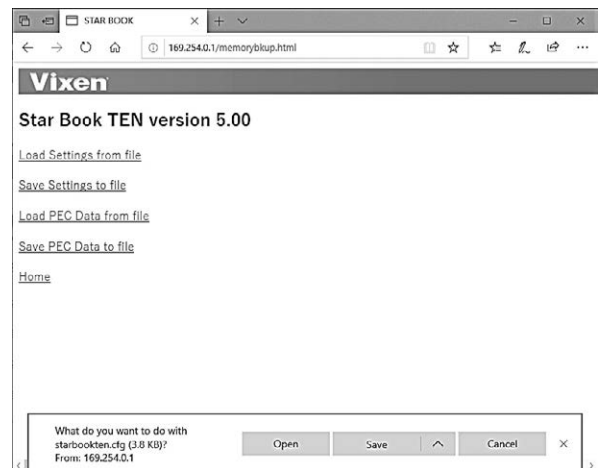 STAR BOOK
169.254.0.1/memorybkup.html
Vixen
Star Book TEN version 5.00
Load Settings from file
Save Settings to file
Load PEC Data from file
Save PEC Data to file
Home
What do you want to do with
starbookten.cfg (3.8 KB)?
From: 169.254.0.1
Open
Save
Cancel